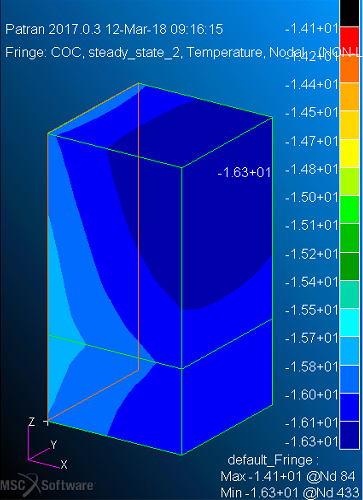 Patran 2017.0.3 12-Mar-18 09:16:15
Fringe: COC, steady_state_2, Temperature, Nodal, (NON-L
-1.41+01
-1.42+01
-1.44+01
-1.45+01
-1.47+01
-1.48+01
-1.50+01
-1.51+01
-1.52+01
-1.54+01
-1.55+01
-1.57+01
-1.58+01
-1.60+01
-1.61+01
-1.63+01
-1.63+01
default_Fringe :
Max -1.41+01 @Nd 84
Min -1.63+01 @Nd 433
Z
Y
X
MSC Software